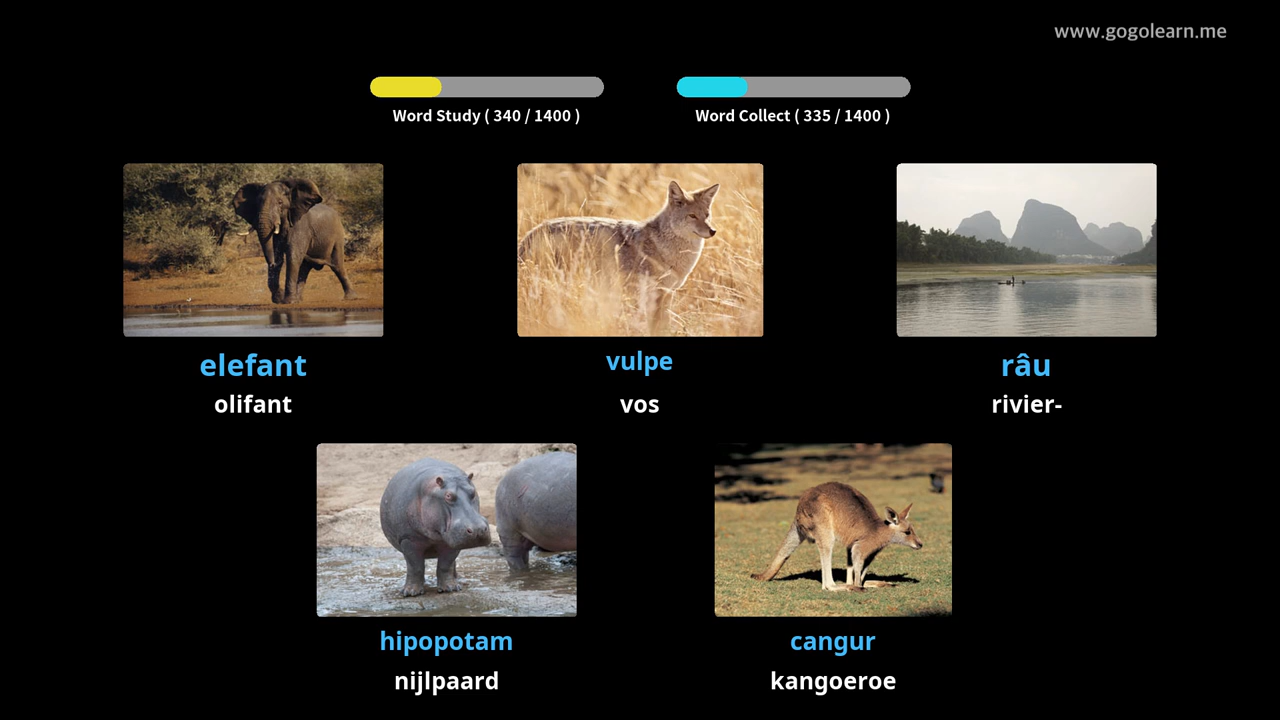 www.gogolearn.me
Word Study ( 340 / 1400 )
Word Collect ( 335 / 1400 )
elefant
olifant
vulpe
vos
râu
rivier-
hipopotam
nijlpaard
cangur
kangoeroe